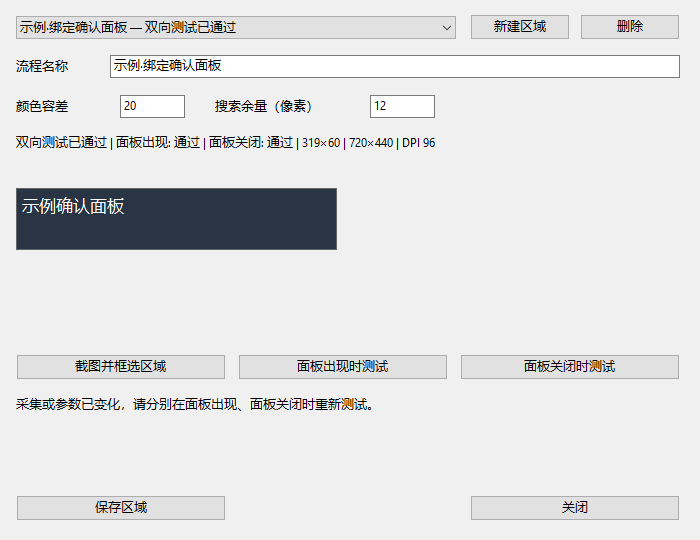 示例·绑定确认面板 — 双向测试已通过
新建区域
删除
流程名称
示例·绑定确认面板
颜色容差
20
搜索余量（像素）
12
双向测试已通过 | 面板出现: 通过 | 面板关闭: 通过 | 319×60 | 720×440 | DPI 96
示例确认面板
截图并框选区域
面板出现时测试
面板关闭时测试
采集或参数已变化，请分别在面板出现、面板关闭时重新测试。
保存区域
关闭